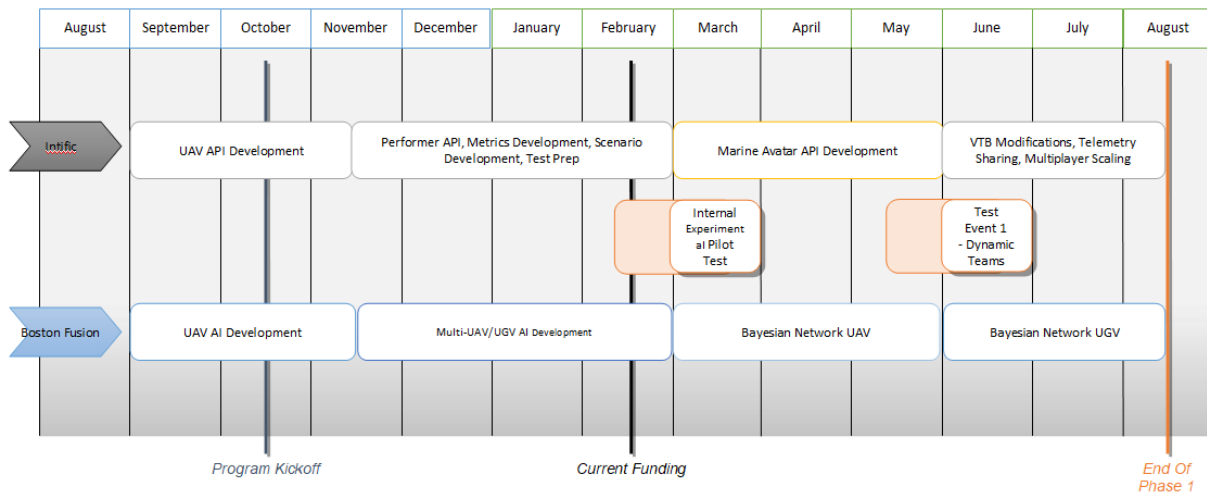 August September October November December January February March April May June July August
Intific
UAV API Development
Performer API, Metrics Development, Scenario
Development, Test Prep
Marine Avatar API Development
VTB Modifications, Telemetry
Sharing, Multiplayer Scaling
Internal
Experiment
al Pilot
Test
Test
Event 1
- Dynamic
Teams
Boston Fusion
UAV AI Development
Multi-UAV/UGV AI Development
Bayesian Network UAV
Bayesian Network UGV
Program Kickoff
Current Funding
End Of
Phase 1